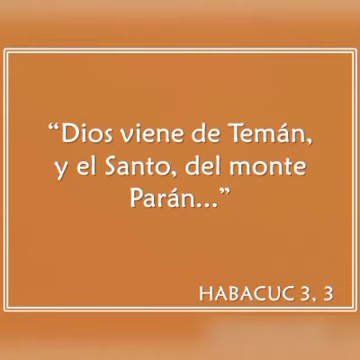 “Dios viene de Temán,
y el Santo, del monte
Parán...”
HABACUC 3, 3